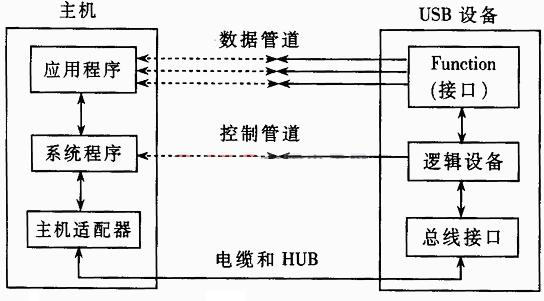 主机
USB 设备
数据管道
应用程序
Function
(接口)
控制管道
系统程序
逻辑设备
主机适配器
总线接口
电缆和 HUB